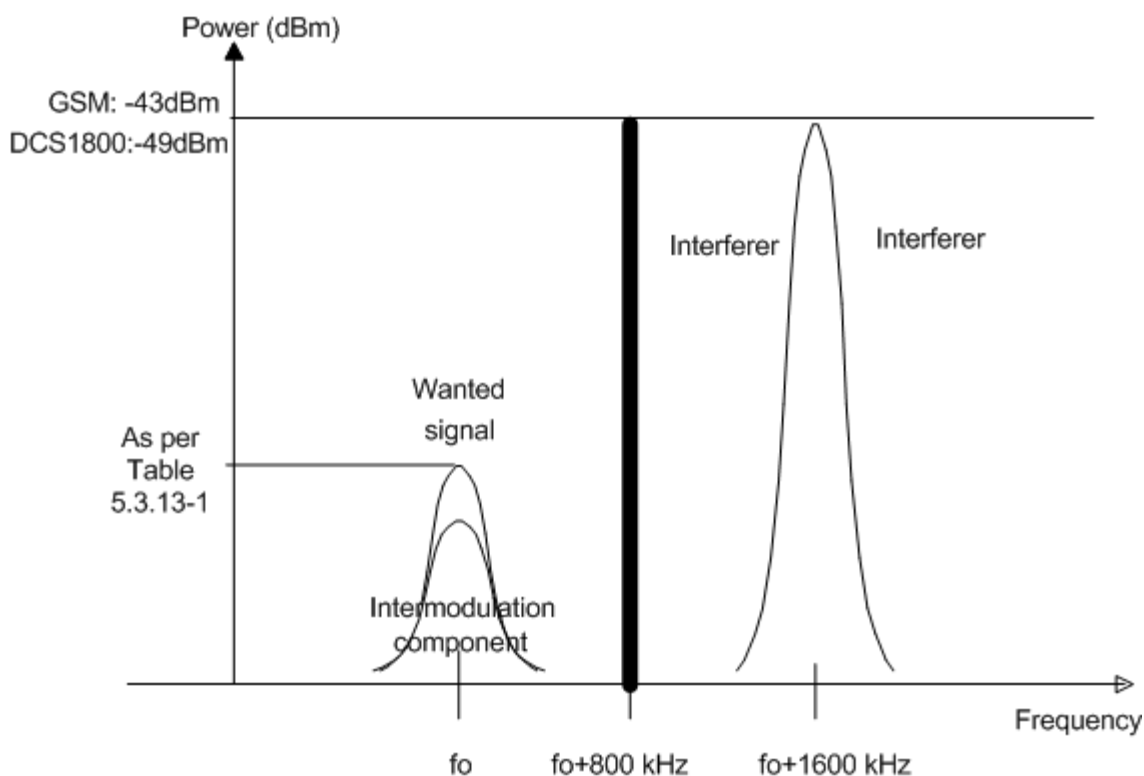 Power (dBm)
GSM: -43dBm
DCS1800:-49dBm
Interferer
Interferer
Wanted
signal
As per
Table
5.3.13-1
Intermodulation
component
Frequency
fo
fo+800 kHz
fo+1600 kHz